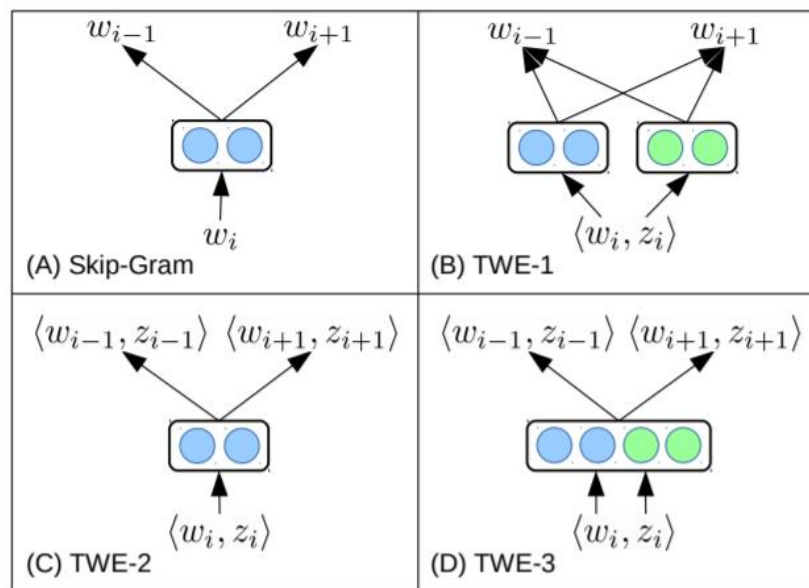 w_{i-1} w_{i+1}
w_i
(A) Skip-Gram
w_{i-1} w_{i+1}
⟨w_i, z_i⟩
(B) TWE-1
⟨w_{i-1}, z_{i-1}⟩ ⟨w_{i+1}, z_{i+1}⟩
⟨w_i, z_i⟩
(C) TWE-2
⟨w_{i-1}, z_{i-1}⟩ ⟨w_{i+1}, z_{i+1}⟩
⟨w_i, z_i⟩
(D) TWE-3